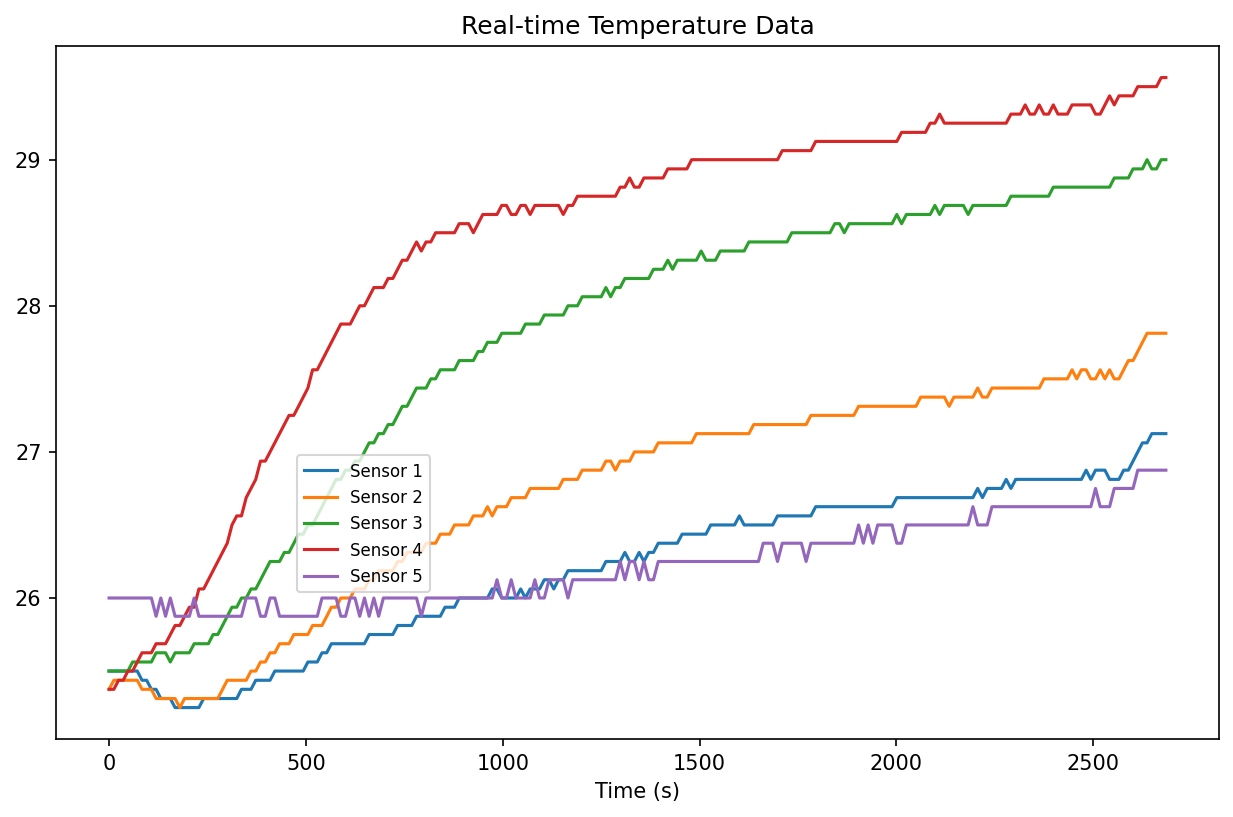 Real-time Temperature Data
29
28
27
26
Sensor 1
Sensor 2
Sensor 3
Sensor 4
Sensor 5
0 500 1000 1500 2000 2500
Time (s)